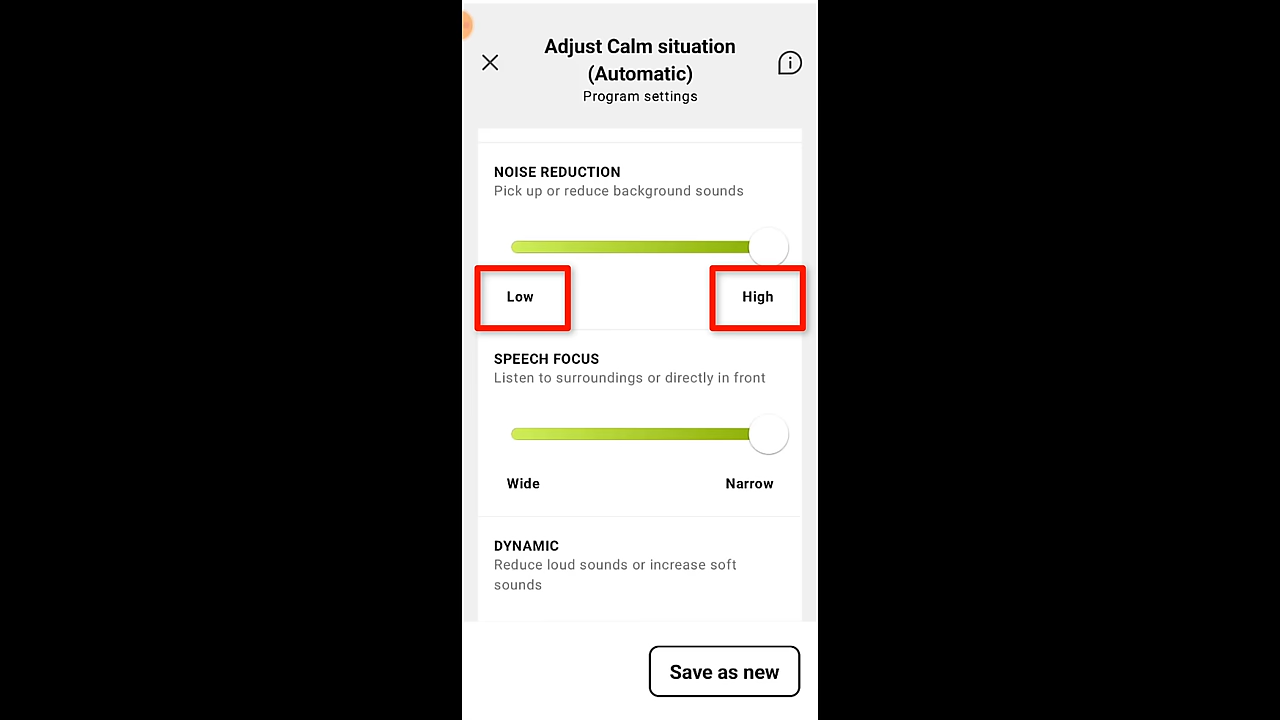 Adjust Calm situation
(Automatic)
Program settings
NOISE REDUCTION
Pick up or reduce background sounds
Low High
SPEECH FOCUS
Listen to surroundings or directly in front
Wide Narrow
DYNAMIC
Reduce loud sounds or increase soft
sounds
Save as new